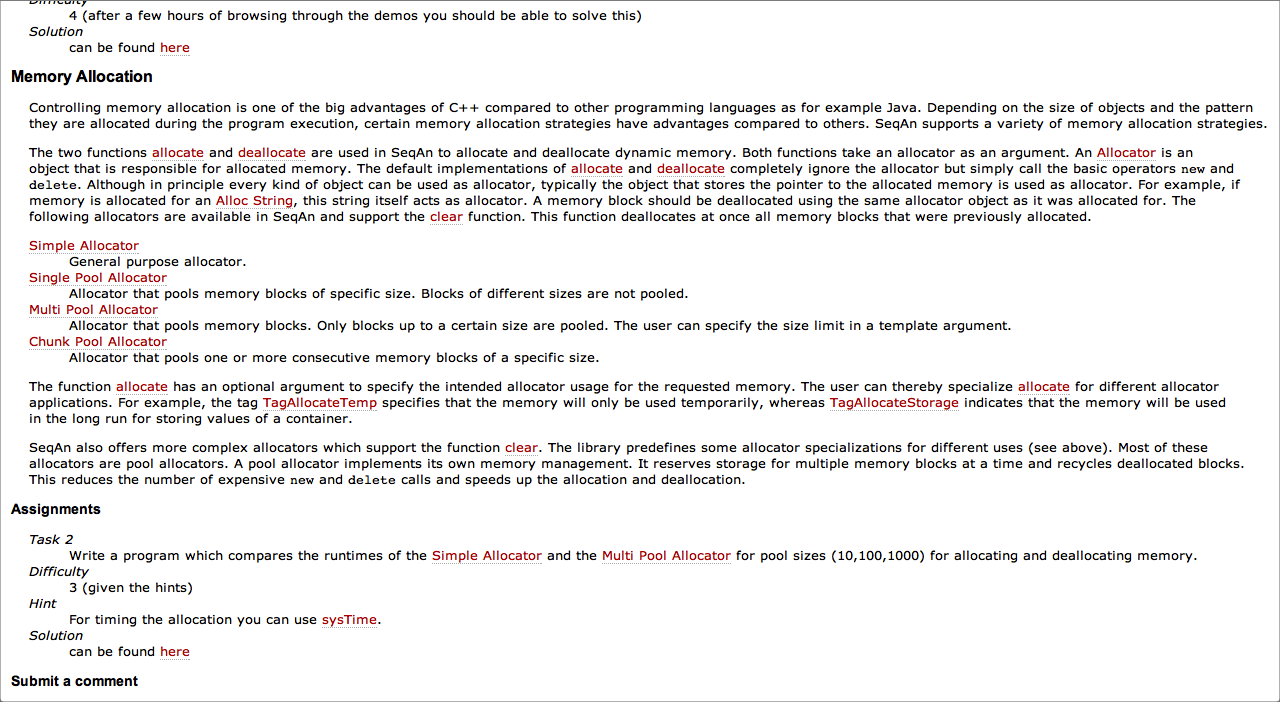 Difficulty
4 (after a few hours of browsing through the demos you should be able to solve this)
Solution
can be found here
Memory Allocation
Controlling memory allocation is one of the big advantages of C++ compared to other programming languages as for example Java. Depending on the size of objects and the pattern
they are allocated during the program execution, certain memory allocation strategies have advantages compared to others. SeqAn supports a variety of memory allocation strategies.
The two functions allocate and deallocate are used in SeqAn to allocate and deallocate dynamic memory. Both functions take an allocator as an argument. An Allocator is an
object that is responsible for allocated memory. The default implementations of allocate and deallocate completely ignore the allocator but simply call the basic operators new and
delete. Although in principle every kind of object can be used as allocator, typically the object that stores the pointer to the allocated memory is used as allocator. For example, if
memory is allocated for an Alloc String, this string itself acts as allocator. A memory block should be deallocated using the same allocator object as it was allocated for. The
following allocators are available in SeqAn and support the clear function. This function deallocates at once all memory blocks that were previously allocated.
Simple Allocator
General purpose allocator.
Single Pool Allocator
Allocator that pools memory blocks of specific size. Blocks of different sizes are not pooled.
Multi Pool Allocator
Allocator that pools memory blocks. Only blocks up to a certain size are pooled. The user can specify the size limit in a template argument.
Chunk Pool Allocator
Allocator that pools one or more consecutive memory blocks of a specific size.
The function allocate has an optional argument to specify the intended allocator usage for the requested memory. The user can thereby specialize allocate for different allocator
applications. For example, the tag TagAllocateTemp specifies that the memory will only be used temporarily, whereas TagAllocateStorage indicates that the memory will be used
in the long run for storing values of a container.
SeqAn also offers more complex allocators which support the function clear. The library predefines some allocator specializations for different uses (see above). Most of these
allocators are pool allocators. A pool allocator implements its own memory management. It reserves storage for multiple memory blocks at a time and recycles deallocated blocks.
This reduces the number of expensive new and delete calls and speeds up the allocation and deallocation.
Assignments
Task 2
Write a program which compares the runtimes of the Simple Allocator and the Multi Pool Allocator for pool sizes (10,100,1000) for allocating and deallocating memory.
Difficulty
3 (given the hints)
Hint
For timing the allocation you can use sysTime.
Solution
can be found here
Submit a comment